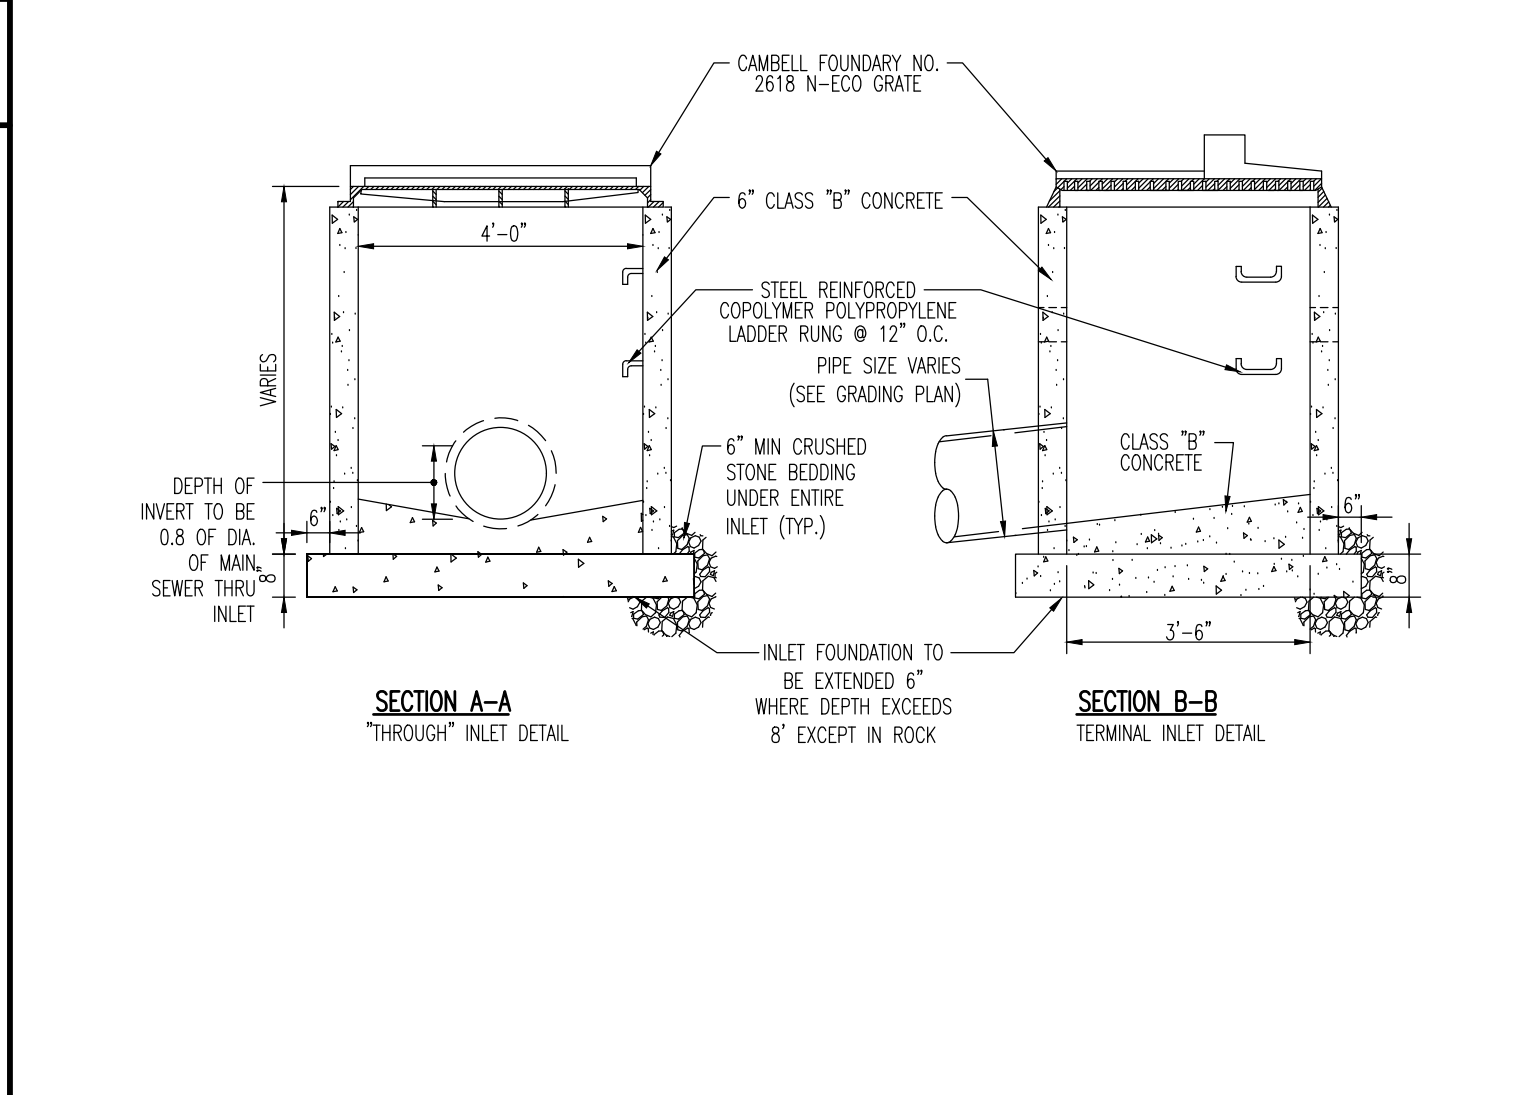 CAMBELL FOUNDARY NO.
2618 N-ECO GRATE
6" CLASS "B" CONCRETE
4'-0"
STEEL REINFORCED
COPOLYMER POLYPROPYLENE
LADDER RUNG @ 12" O.C.
PIPE SIZE VARIES
(SEE GRADING PLAN)
VARIES
6" MIN CRUSHED
STONE BEDDING
UNDER ENTIRE
INLET (TYP.)
CLASS "B"
CONCRETE
DEPTH OF
INVERT TO BE
0.8 OF DIA.
OF MAIN
SEWER THRU
INLET
6"
8"
6"
8"
3'-6"
INLET FOUNDATION TO
BE EXTENDED 6"
WHERE DEPTH EXCEEDS
8' EXCEPT IN ROCK
SECTION A-A
"THROUGH" INLET DETAIL
SECTION B-B
TERMINAL INLET DETAIL